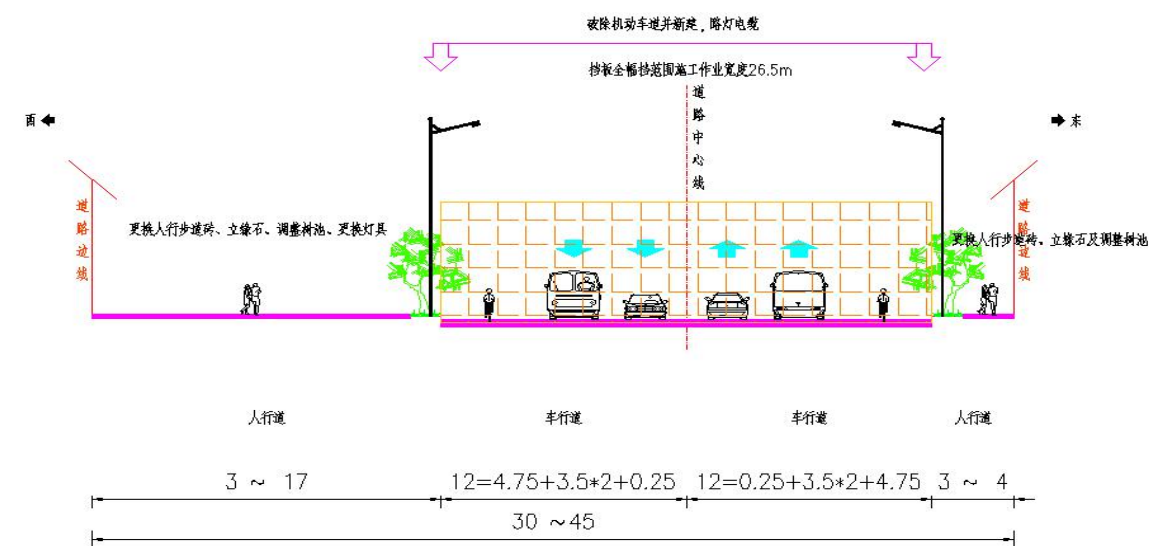 破除机动车道并新建，路灯电缆
挡板全幅挡范围施工作业宽度26.5m
道路中心线
西
东
道路边线
更换人行步道砖、立缘石、调整树池、更换灯具
道路边线
更换人行步道砖、立缘石及调整树池
人行道
车行道
车行道
人行道
3 ~ 17
12=4.75+3.5*2+0.25
12=0.25+3.5*2+4.75
3 ~ 4
30 ~45